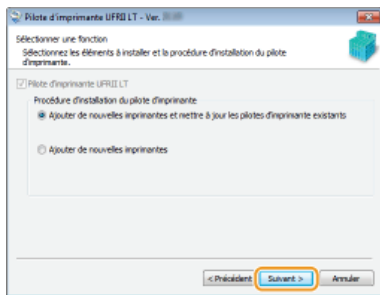 Pilote d'imprimante UFRII LT - Ver.
Sélectionner une fonction
Sélectionnez les éléments à installer et la procédure d'installation du pilote
d'imprimante.
Pilote d'imprimante UFRII LT
Procédure d'installation du pilote d'imprimante
Ajouter de nouvelles imprimantes et mettre à jour les pilotes d'imprimante existants
Ajouter de nouvelles imprimantes
< Précédent Suivant > Annuler